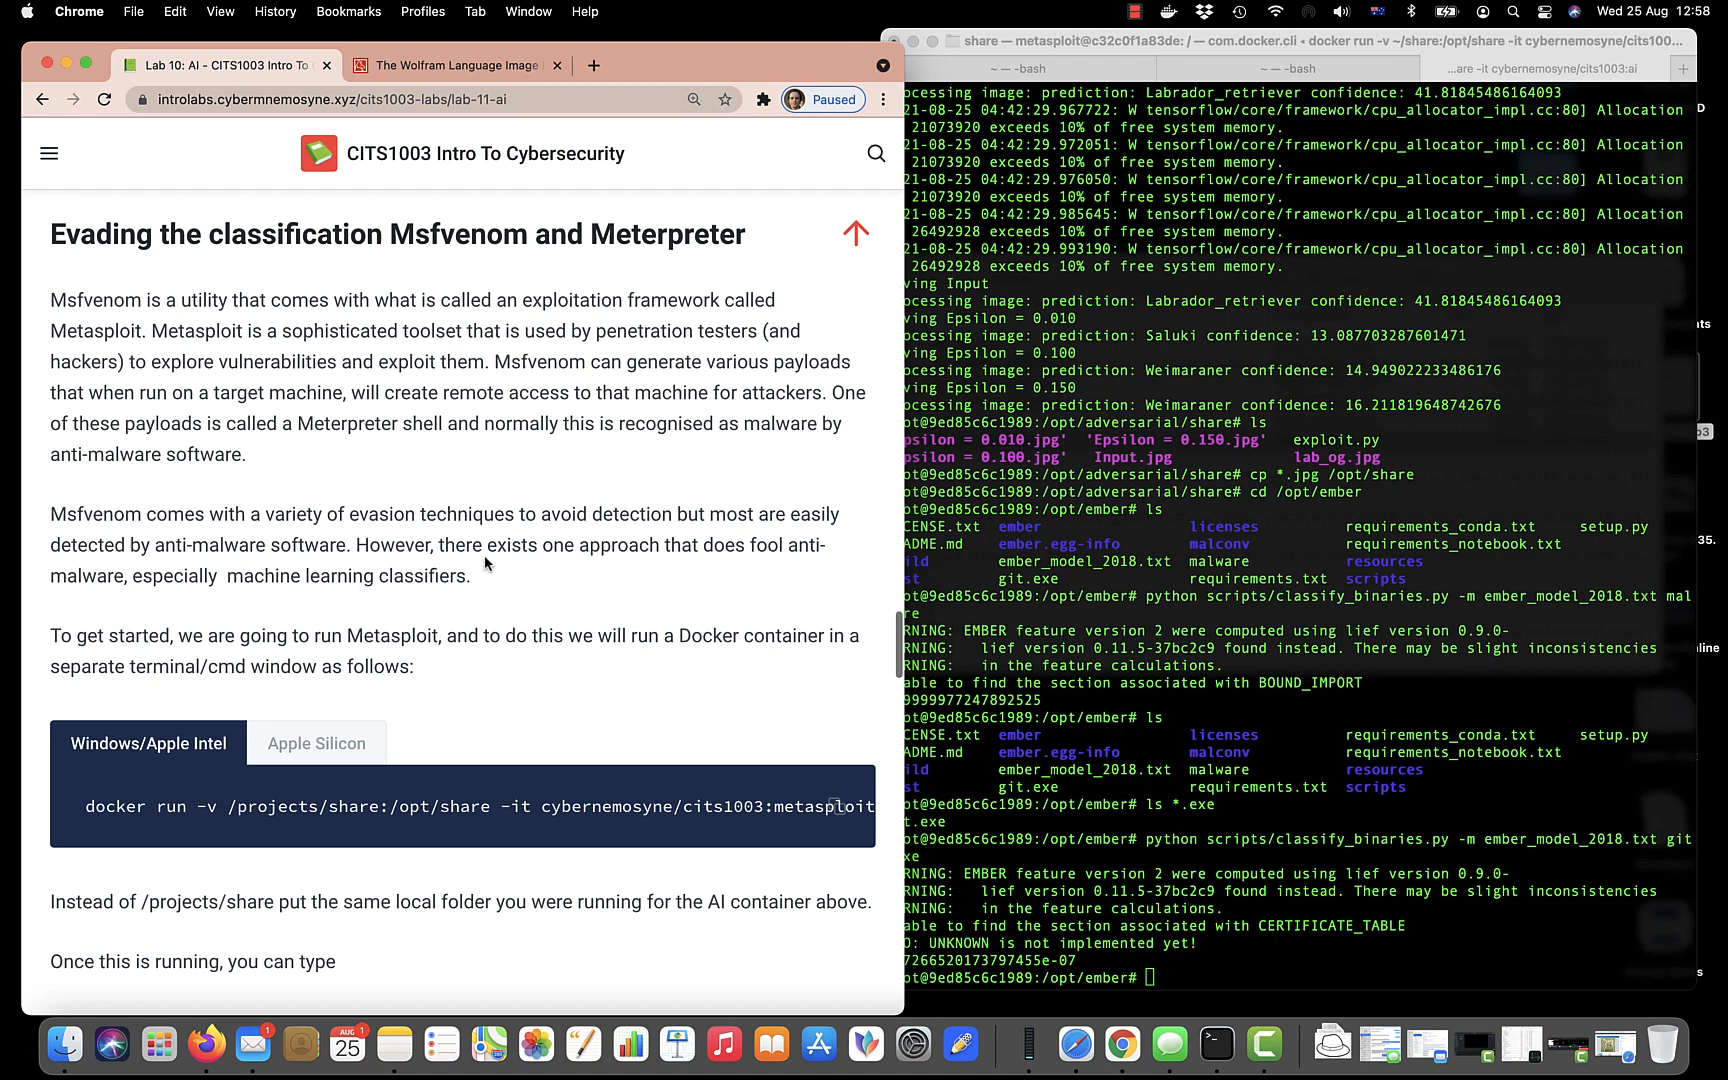 Chrome File Edit View History Bookmarks Profiles Tab Window Help
Wed 25 Aug 12:58
Lab 10: AI - CITS1003 Intro To
The Wolfram Language Image
introlabs.cybermnemosyne.xyz/cits1003-labs/lab-11-ai
Paused
CITS1003 Intro To Cybersecurity
Evading the classification Msfvenom and Meterpreter
Msfvenom is a utility that comes with what is called an exploitation framework called
Metasploit. Metasploit is a sophisticated toolset that is used by penetration testers (and
hackers) to explore vulnerabilities and exploit them. Msfvenom can generate various payloads
that when run on a target machine, will create remote access to that machine for attackers. One
of these payloads is called a Meterpreter shell and normally this is recognised as malware by
anti-malware software.
Msfvenom comes with a variety of evasion techniques to avoid detection but most are easily
detected by anti-malware software. However, there exists one approach that does fool anti-
malware, especially machine learning classifiers.
To get started, we are going to run Metasploit, and to do this we will run a Docker container in a
separate terminal/cmd window as follows:
Windows/Apple Intel
Apple Silicon
docker run -v /projects/share:/opt/share -it cybernemosyne/cits1003:metasploit
Instead of /projects/share put the same local folder you were running for the AI container above.
Once this is running, you can type
share — metasploit@c32c0f1a83de: / — com.docker.cli ◂ docker run -v ~/share:/opt/share -it cybernemosyne/cits100...
~ — -bash
~ — -bash
...are -it cybernemosyne/cits1003:ai
ocessing image: prediction: Labrador_retriever confidence: 41.81845486164093
21-08-25 04:42:29.967722: W tensorflow/core/framework/cpu_allocator_impl.cc:80] Allocation
21073920 exceeds 10% of free system memory.
21-08-25 04:42:29.972051: W tensorflow/core/framework/cpu_allocator_impl.cc:80] Allocation
21073920 exceeds 10% of free system memory.
21-08-25 04:42:29.976050: W tensorflow/core/framework/cpu_allocator_impl.cc:80] Allocation
21073920 exceeds 10% of free system memory.
21-08-25 04:42:29.985645: W tensorflow/core/framework/cpu_allocator_impl.cc:80] Allocation
21073920 exceeds 10% of free system memory.
21-08-25 04:42:29.993190: W tensorflow/core/framework/cpu_allocator_impl.cc:80] Allocation
26492928 exceeds 10% of free system memory.
ving Input
ocessing image: prediction: Labrador_retriever confidence: 41.81845486164093
ving Epsilon = 0.010
ocessing image: prediction: Saluki confidence: 13.087703287601471
ving Epsilon = 0.100
ocessing image: prediction: Weimaraner confidence: 14.949022233486176
ving Epsilon = 0.150
ocessing image: prediction: Weimaraner confidence: 16.211819648742676
ot@9ed85c6c1989:/opt/adversarial/share# ls
psilon = 0.010.jpg' 'Epsilon = 0.150.jpg' exploit.py
psilon = 0.100.jpg' Input.jpg lab_og.jpg
ot@9ed85c6c1989:/opt/adversarial/share# cp *.jpg /opt/share
ot@9ed85c6c1989:/opt/adversarial/share# cd /opt/ember
ot@9ed85c6c1989:/opt/ember# ls
CENSE.txt ember licenses requirements_conda.txt setup.py
ADME.md ember.egg-info malconv requirements_notebook.txt
ild ember_model_2018.txt malware resources
st git.exe requirements.txt scripts
ot@9ed85c6c1989:/opt/ember# python scripts/classify_binaries.py -m ember_model_2018.txt mal
re
RNING: EMBER feature version 2 were computed using lief version 0.9.0-
RNING: lief version 0.11.5-37bc2c9 found instead. There may be slight inconsistencies
RNING: in the feature calculations.
able to find the section associated with BOUND_IMPORT
9999977247892525
ot@9ed85c6c1989:/opt/ember# ls
CENSE.txt ember licenses requirements_conda.txt setup.py
ADME.md ember.egg-info malconv requirements_notebook.txt
ild ember_model_2018.txt malware resources
st git.exe requirements.txt scripts
ot@9ed85c6c1989:/opt/ember# ls *.exe
t.exe
ot@9ed85c6c1989:/opt/ember# python scripts/classify_binaries.py -m ember_model_2018.txt git
xe
RNING: EMBER feature version 2 were computed using lief version 0.9.0-
RNING: lief version 0.11.5-37bc2c9 found instead. There may be slight inconsistencies
RNING: in the feature calculations.
able to find the section associated with CERTIFICATE_TABLE
O: UNKNOWN is not implemented yet!
7266520173797455e-07
ot@9ed85c6c1989:/opt/ember#
AUG
25